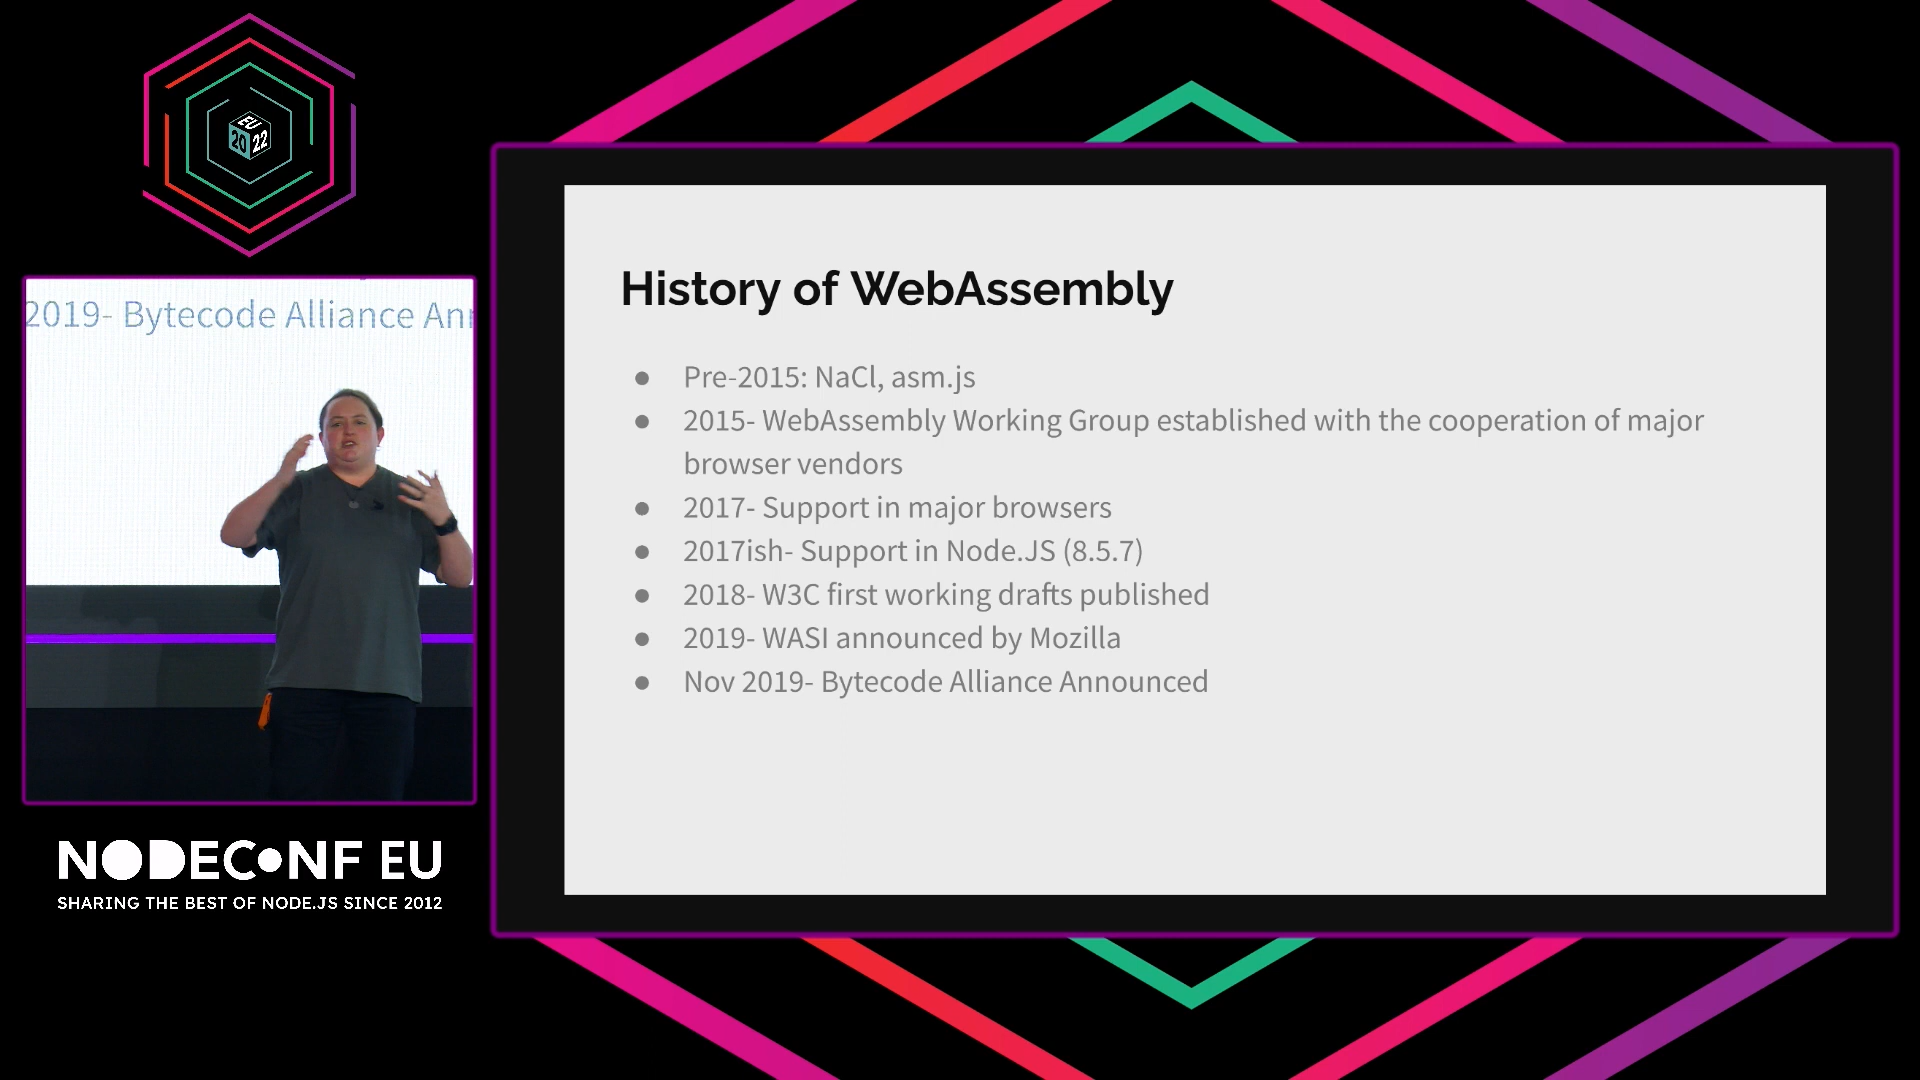 EU
20 22
2019- Bytecode Alliance An
NODECONF EU
SHARING THE BEST OF NODE.JS SINCE 2012
History of WebAssembly
● Pre-2015: NaCl, asm.js
● 2015- WebAssembly Working Group established with the cooperation of major
browser vendors
● 2017- Support in major browsers
● 2017ish- Support in Node.JS (8.5.7)
● 2018- W3C first working drafts published
● 2019- WASI announced by Mozilla
● Nov 2019- Bytecode Alliance Announced